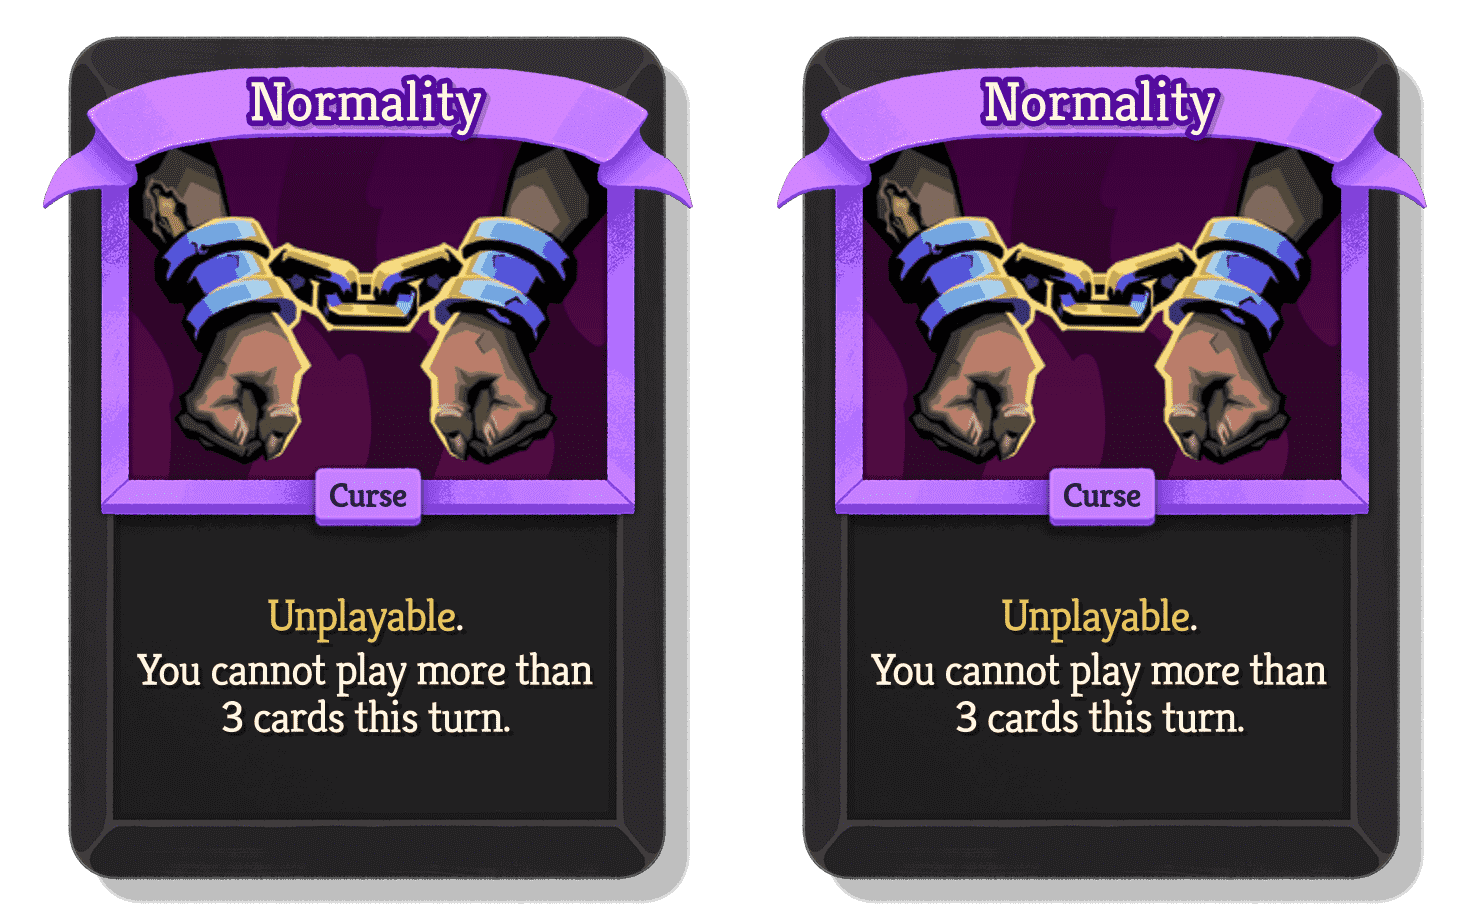 Normality
Curse
Unplayable.
You cannot play more than
3 cards this turn.
Normality
Curse
Unplayable.
You cannot play more than
3 cards this turn.